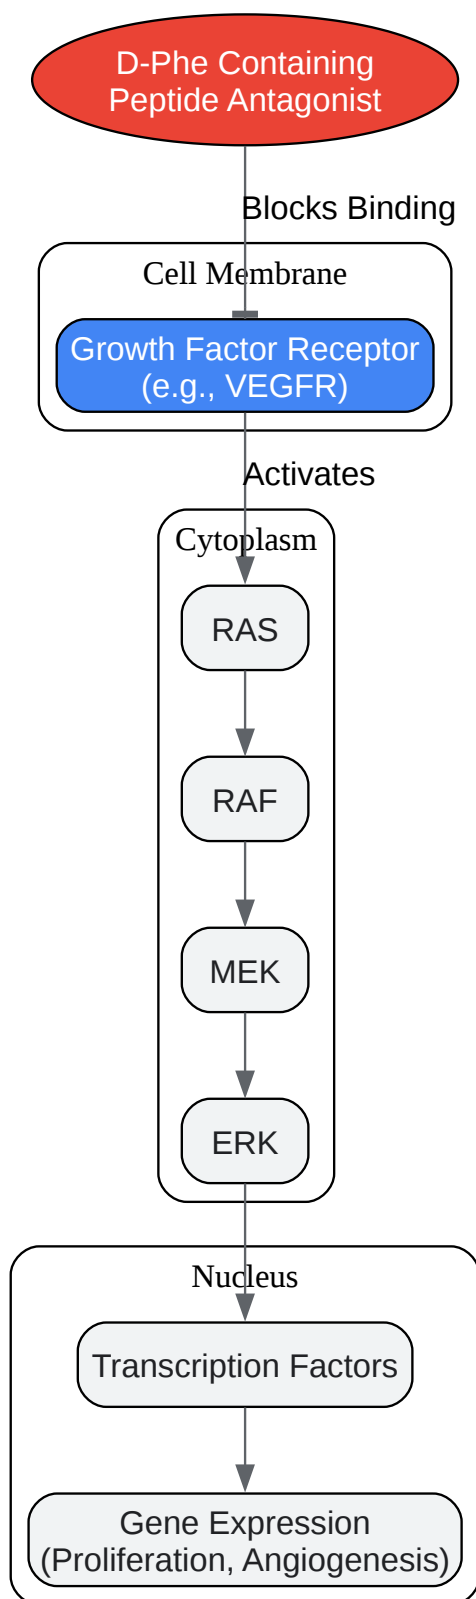 D-Phe Containing
Peptide Antagonist
Blocks Binding
Cell Membrane
Growth Factor Receptor
(e.g., VEGFR)
Activates
Cytoplasm
RAS
RAF
MEK
ERK
Nucleus
Transcription Factors
Gene Expression
(Proliferation, Angiogenesis)